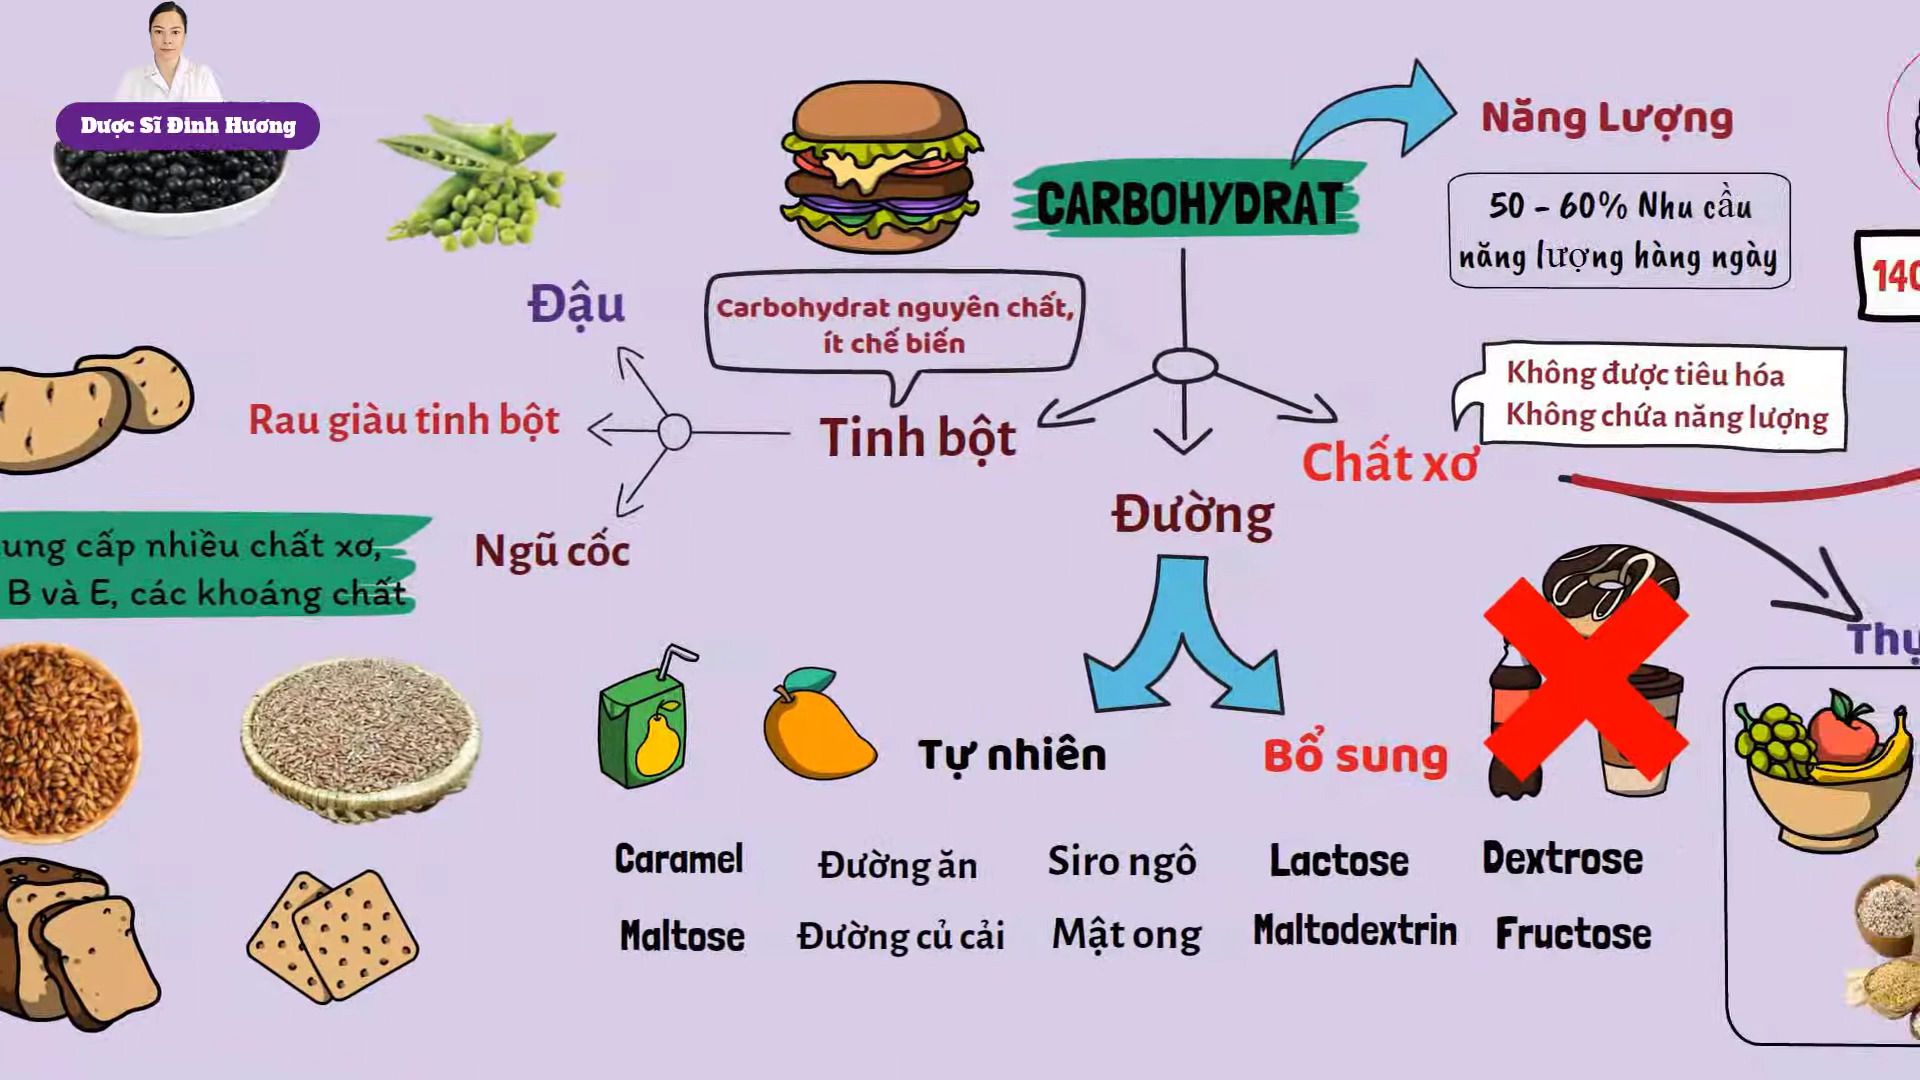 Dược Sĩ Đinh Hương
CARBOHYDRAT
Năng Lượng
50 - 60% Nhu cầu
năng lượng hàng ngày
Carbohydrat nguyên chất,
ít chế biến
Đậu
Rau giàu tinh bột
Ngũ cốc
Tinh bột
Đường
Chất xơ
Không được tiêu hóa
Không chứa năng lượng
cấp nhiều chất xơ,
B và E, các khoáng chất
Tự nhiên
Bổ sung
Caramel
Đường ăn
Siro ngô
Lactose
Dextrose
Maltose
Đường củ cải
Mật ong
Maltodextrin
Fructose